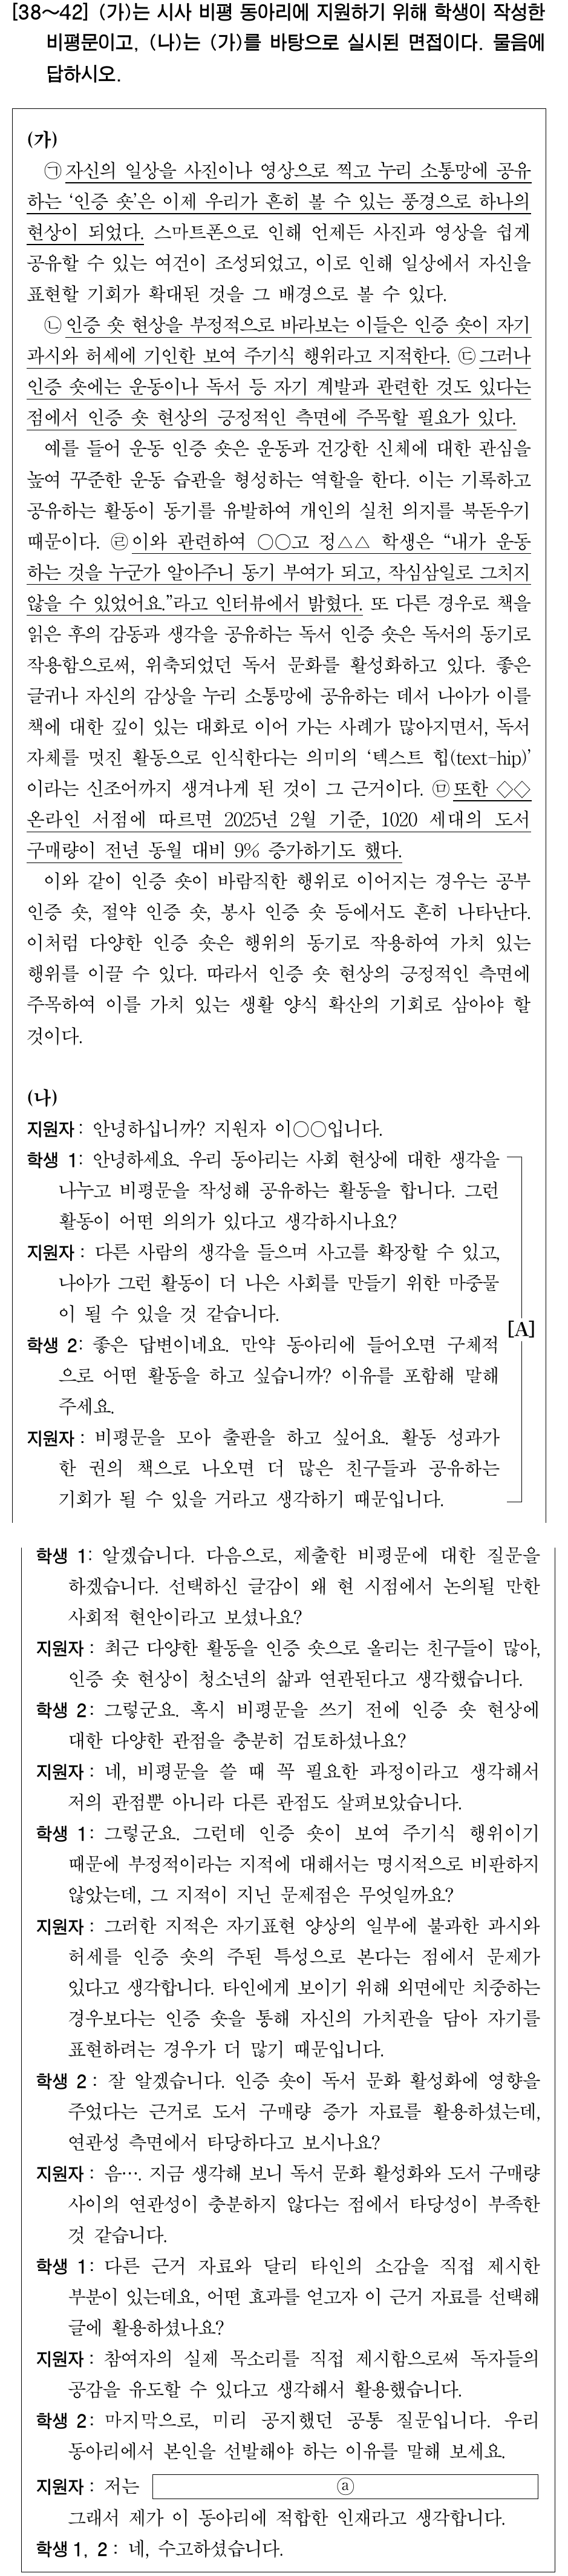 [38～42] (가)는 시사 비평 동아리에 지원하기 위해 학생이 작성한
비평문이고, (나)는 (가)를 바탕으로 실시된 면접이다. 물음에
답하시오.
(가)
㉠자신의 일상을 사진이나 영상으로 찍고 누리 소통망에 공유
하는 ‘인증 숏’은 이제 우리가 흔히 볼 수 있는 풍경으로 하나의
현상이 되었다. 스마트폰으로 인해 언제든 사진과 영상을 쉽게
공유할 수 있는 여건이 조성되었고, 이로 인해 일상에서 자신을
표현할 기회가 확대된 것을 그 배경으로 볼 수 있다.
㉡인증 숏 현상을 부정적으로 바라보는 이들은 인증 숏이 자기
과시와 허세에 기인한 보여 주기식 행위라고 지적한다. ㉢그러나
인증 숏에는 운동이나 독서 등 자기 계발과 관련한 것도 있다는
점에서 인증 숏 현상의 긍정적인 측면에 주목할 필요가 있다.
예를 들어 운동 인증 숏은 운동과 건강한 신체에 대한 관심을
높여 꾸준한 운동 습관을 형성하는 역할을 한다. 이는 기록하고
공유하는 활동이 동기를 유발하여 개인의 실천 의지를 북돋우기
때문이다. ㉣이와 관련하여 ○○고 정△△ 학생은 “내가 운동
하는 것을 누군가 알아주니 동기 부여가 되고, 작심삼일로 그치지
않을 수 있었어요.”라고 인터뷰에서 밝혔다. 또 다른 경우로 책을
읽은 후의 감동과 생각을 공유하는 독서 인증 숏은 독서의 동기로
작용함으로써, 위축되었던 독서 문화를 활성화하고 있다. 좋은
글귀나 자신의 감상을 누리 소통망에 공유하는 데서 나아가 이를
책에 대한 깊이 있는 대화로 이어 가는 사례가 많아지면서, 독서
자체를 멋진 활동으로 인식한다는 의미의 ‘텍스트 힙(text-hip)’
이라는 신조어까지 생겨나게 된 것이 그 근거이다. ㉤또한 ◇◇
온라인 서점에 따르면 2025년 2월 기준, 1020 세대의 도서
구매량이 전년 동월 대비 9% 증가하기도 했다.
이와 같이 인증 숏이 바람직한 행위로 이어지는 경우는 공부
인증 숏, 절약 인증 숏, 봉사 인증 숏 등에서도 흔히 나타난다.
이처럼 다양한 인증 숏은 행위의 동기로 작용하여 가치 있는
행위를 이끌 수 있다. 따라서 인증 숏 현상의 긍정적인 측면에
주목하여 이를 가치 있는 생활 양식 확산의 기회로 삼아야 할
것이다.
(나)
지원자 : 안녕하십니까? 지원자 이○○입니다.
학생 1: 안녕하세요. 우리 동아리는 사회 현상에 대한 생각을
나누고 비평문을 작성해 공유하는 활동을 합니다. 그런
활동이 어떤 의의가 있다고 생각하시나요?
지원자 : 다른 사람의 생각을 들으며 사고를 확장할 수 있고,
나아가 그런 활동이 더 나은 사회를 만들기 위한 마중물
이 될 수 있을 것 같습니다.
[A]
학생 2: 좋은 답변이네요. 만약 동아리에 들어오면 구체적
으로 어떤 활동을 하고 싶습니까? 이유를 포함해 말해
주세요.
지원자 : 비평문을 모아 출판을 하고 싶어요. 활동 성과가
한 권의 책으로 나오면 더 많은 친구들과 공유하는
기회가 될 수 있을 거라고 생각하기 때문입니다.
학생 1: 알겠습니다. 다음으로, 제출한 비평문에 대한 질문을
하겠습니다. 선택하신 글감이 왜 현 시점에서 논의될 만한
사회적 현안이라고 보셨나요?
지원자 : 최근 다양한 활동을 인증 숏으로 올리는 친구들이 많아,
인증 숏 현상이 청소년의 삶과 연관된다고 생각했습니다.
학생 2: 그렇군요. 혹시 비평문을 쓰기 전에 인증 숏 현상에
대한 다양한 관점을 충분히 검토하셨나요?
지원자 : 네, 비평문을 쓸 때 꼭 필요한 과정이라고 생각해서
저의 관점뿐 아니라 다른 관점도 살펴보았습니다.
학생 1: 그렇군요. 그런데 인증 숏이 보여 주기식 행위이기
때문에 부정적이라는 지적에 대해서는 명시적으로 비판하지
않았는데, 그 지적이 지닌 문제점은 무엇일까요?
지원자 : 그러한 지적은 자기표현 양상의 일부에 불과한 과시와
허세를 인증 숏의 주된 특성으로 본다는 점에서 문제가
있다고 생각합니다. 타인에게 보이기 위해 외면에만 치중하는
경우보다는 인증 숏을 통해 자신의 가치관을 담아 자기를
표현하려는 경우가 더 많기 때문입니다.
학생 2 : 잘 알겠습니다. 인증 숏이 독서 문화 활성화에 영향을
주었다는 근거로 도서 구매량 증가 자료를 활용하셨는데,
연관성 측면에서 타당하다고 보시나요?
지원자 : 음…. 지금 생각해 보니 독서 문화 활성화와 도서 구매량
사이의 연관성이 충분하지 않다는 점에서 타당성이 부족한
것 같습니다.
학생 1: 다른 근거 자료와 달리 타인의 소감을 직접 제시한
부분이 있는데요, 어떤 효과를 얻고자 이 근거 자료를 선택해
글에 활용하셨나요?
지원자 : 참여자의 실제 목소리를 직접 제시함으로써 독자들의
공감을 유도할 수 있다고 생각해서 활용했습니다.
학생 2: 마지막으로, 미리 공지했던 공통 질문입니다. 우리
동아리에서 본인을 선발해야 하는 이유를 말해 보세요.
지원자 : 저는 ⓐ
그래서 제가 이 동아리에 적합한 인재라고 생각합니다.
학생 1, 2 : 네, 수고하셨습니다.